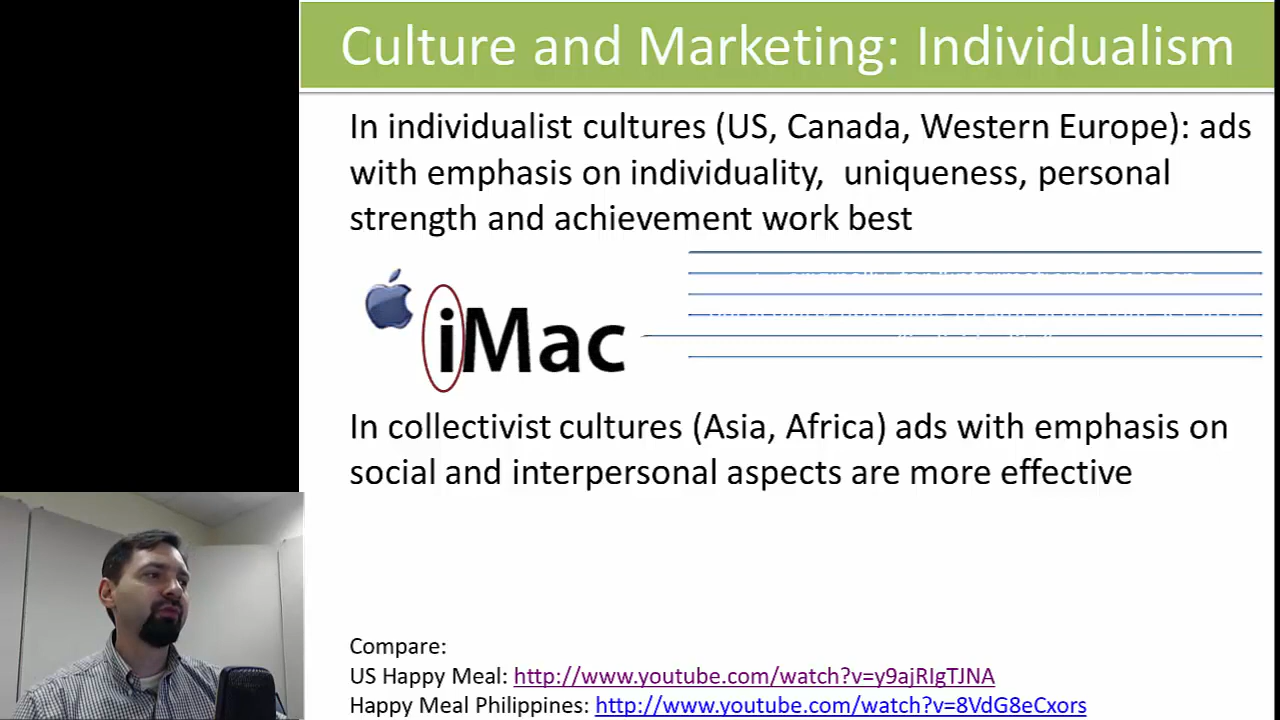 Culture and Marketing: Individualism
In individualist cultures (US, Canada, Western Europe): ads
with emphasis on individuality, uniqueness, personal
strength and achievement work best
iMac
In collectivist cultures (Asia, Africa) ads with emphasis on
social and interpersonal aspects are more effective
Compare:
US Happy Meal: http://www.youtube.com/watch?v=y9ajRIgTJNA
Happy Meal Philippines: http://www.youtube.com/watch?v=8VdG8eCxors